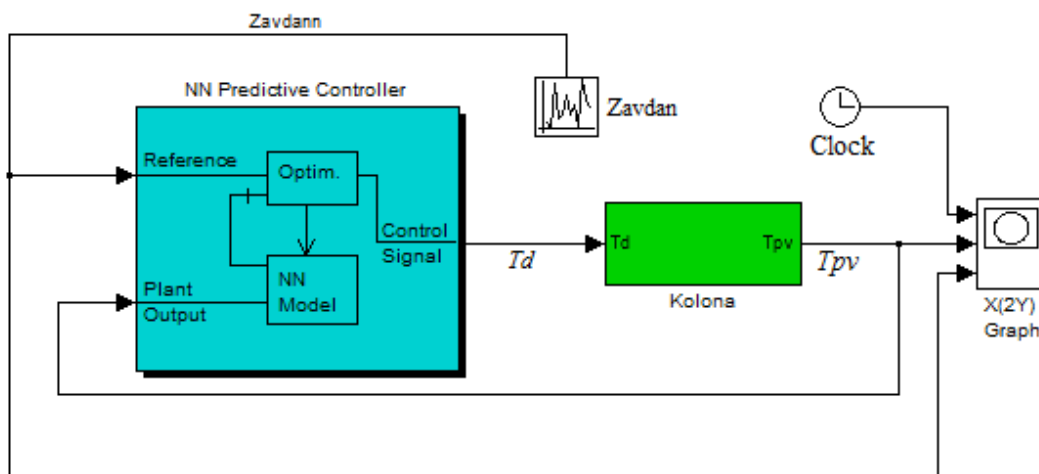 Zavdann
NN Predictive Controller
Zavdan
Clock
Reference
Optim.
Control
Signal
Plant
Output
NN
Model
Td
Td
Tpv
Tpv
Kolona
X(2Y)
Graph